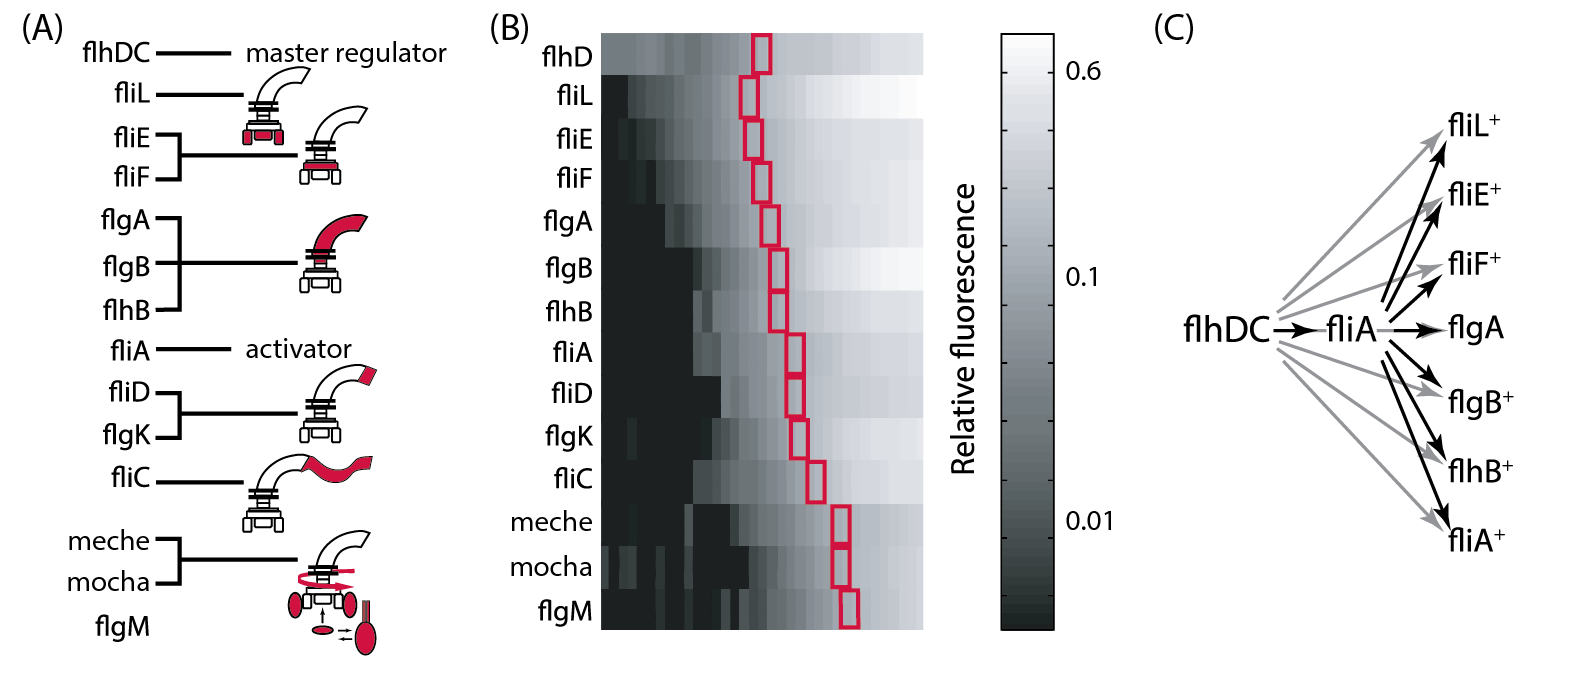 (A)
flhDC master regulator
fliL
fliE
fliF
flgA
flgB
flhB
fliA activator
fliD
flgK
fliC
meche
mocha
flgM
(B)
flhD
fliL
fliE
fliF
flgA
flgB
flhB
fliA
fliD
flgK
fliC
meche
mocha
flgM
Relative fluorescence
0.6
0.1
0.01
(C)
flhDC
fliA
fliL⁺
fliE⁺
fliF⁺
flgA
flgB⁺
flhB⁺
fliA⁺